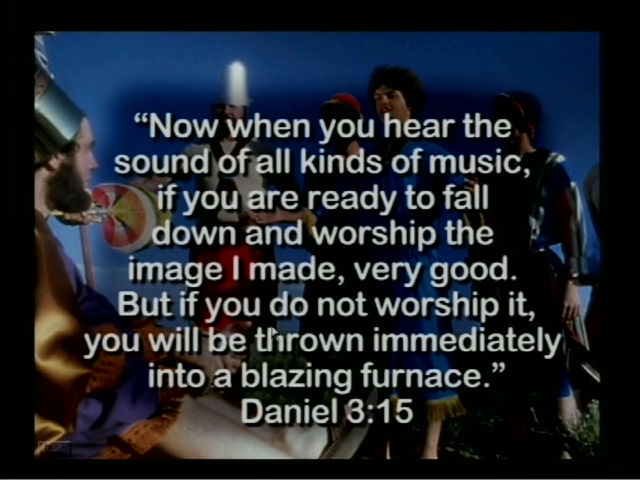 “Now when you hear the
sound of all kinds of music,
if you are ready to fall
down and worship the
image I made, very good.
But if you do not worship it,
you will be thrown immediately
into a blazing furnace.”
Daniel 3:15